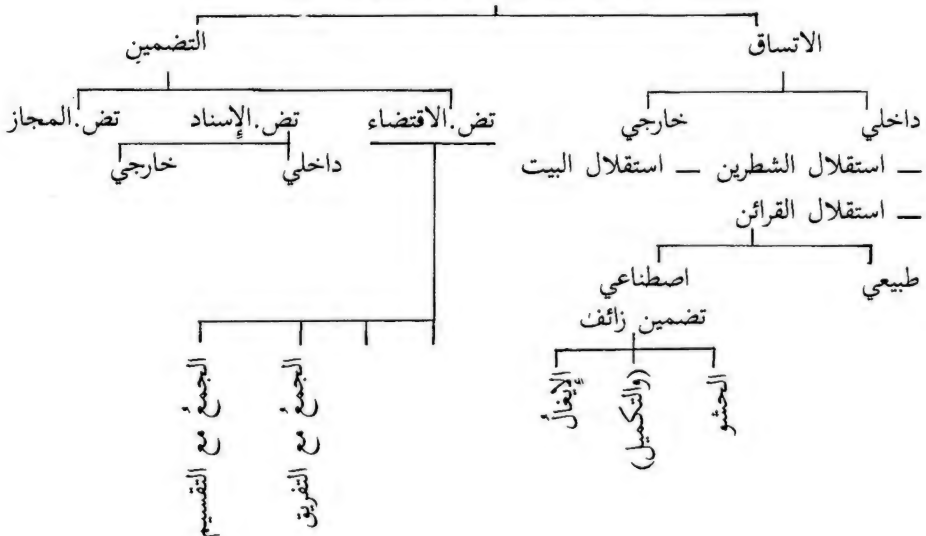 الاتساق
التضمين
داخلي
خارجي
تض.الاقتضاء
تض.الإسناد
تض.المجاز
داخلي
خارجي
— استقلال الشطرين — استقلال البيت
— استقلال القرائن
طبيعي
اصطناعي
تضمين زائف
الحشو
(والتكميل)
الإيغالُ
الجمعُ مع التفريق
الجمعُ مع التقسيم